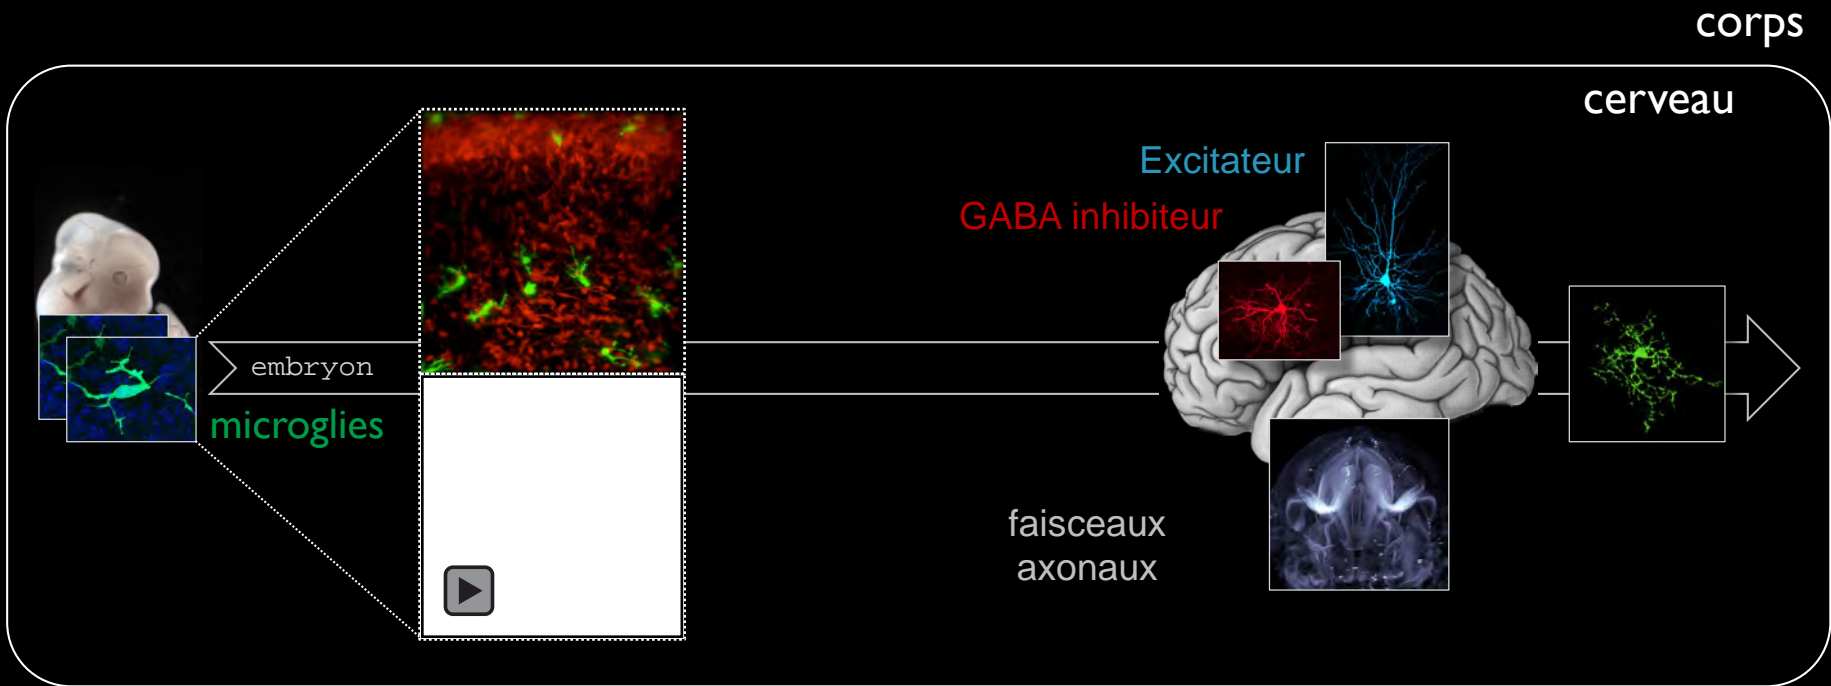 corps
cerveau
Excitateur
GABA inhibiteur
embryon
microglies
faisceaux
axonaux